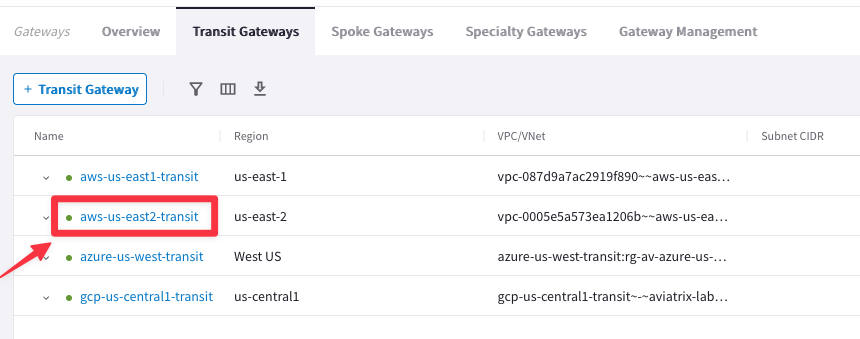 Gateways Overview Transit Gateways Spoke Gateways Specialty Gateways Gateway Management
+ Transit Gateway
Name Region VPC/VNet Subnet CIDR
aws-us-east1-transit us-east-1 vpc-087d9a7ac2919f890~~aws-us-eas…
aws-us-east2-transit us-east-2 vpc-0005e5a573ea1206b~~aws-us-ea…
azure-us-west-transit West US azure-us-west-transit:rg-av-azure-us-…
gcp-us-central1-transit us-central1 gcp-us-central1-transit~-~aviatrix-lab…